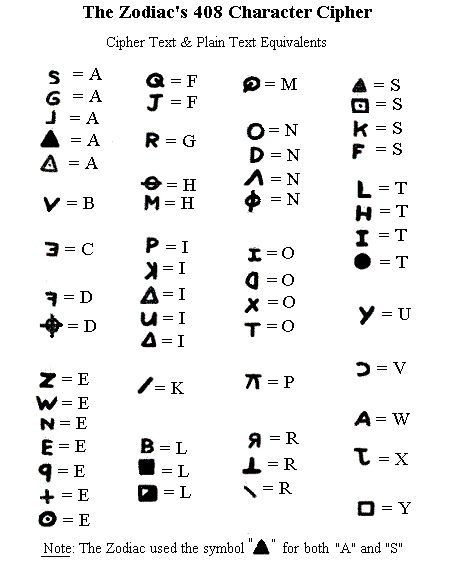 The Zodiac's 408 Character Cipher
Cipher Text & Plain Text Equivalents
S = A
G = A
⅃ = A
▲ = A
◬ = A
V = B
Ǝ = C
ꟻ = D
⌖ = D
Z = E
W = E
N = E
E = E
q = E
+ = E
⊙ = E
Q = F
J = F
R = G
⊖ = H
M = H
P = I
ꓘ = I
◬ = I
U = I
Δ = I
/ = K
B = L
■ = L
◪ = L
= M
O = N
D = N
Λ = N
Φ = N
I = O
ᗡ = O
X = O
T = O
π = P
Я = R
⊥ = R
\ = R
▲ = S
⊡ = S
K = S
F = S
L = T
H = T
I = T
● = T
Y = U
Ɔ = V
A = W
= X
□ = Y
Note: The Zodiac used the symbol "▲" for both "A" and "S"